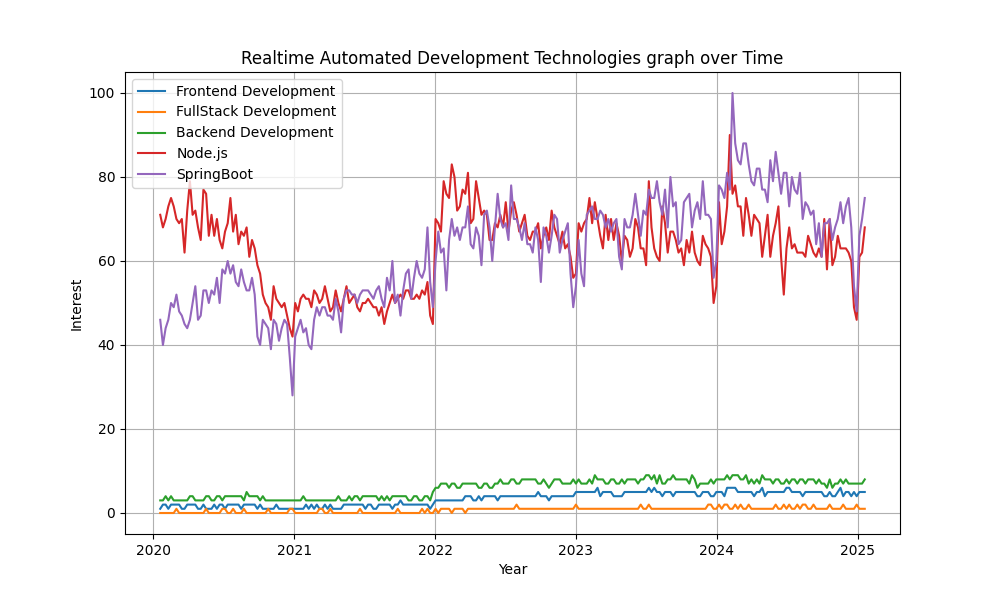 Realtime Automated Development Technologies graph over Time
Frontend Development
FullStack Development
Backend Development
Node.js
SpringBoot
100
80
60
40
20
0
Interest
2020 2021 2022 2023 2024 2025
Year